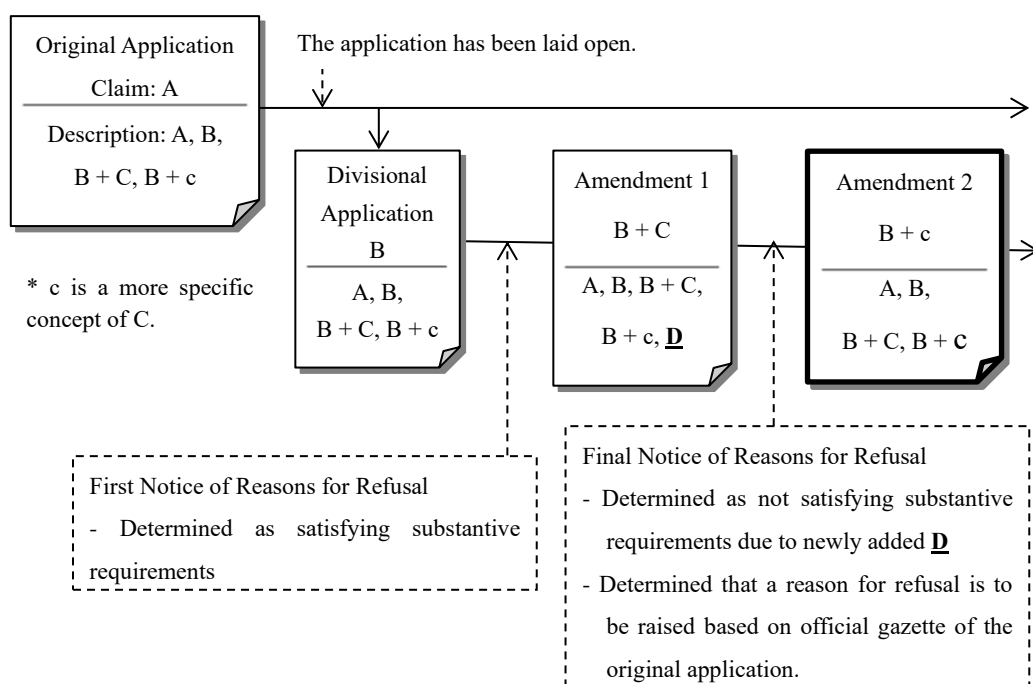 Original Application
Claim: A
Description: A, B,
B + C, B + c
The application has been laid open.
* c is a more specific
concept of C.
Divisional
Application
B
A, B,
B + C, B + c
Amendment 1
B + C
A, B, B + C,
B + c, D
Amendment 2
B + c
A, B,
B + C, B + c
First Notice of Reasons for Refusal
- Determined as satisfying substantive
requirements
Final Notice of Reasons for Refusal
- Determined as not satisfying substantive
requirements due to newly added D
- Determined that a reason for refusal is to
be raised based on official gazette of the
original application.